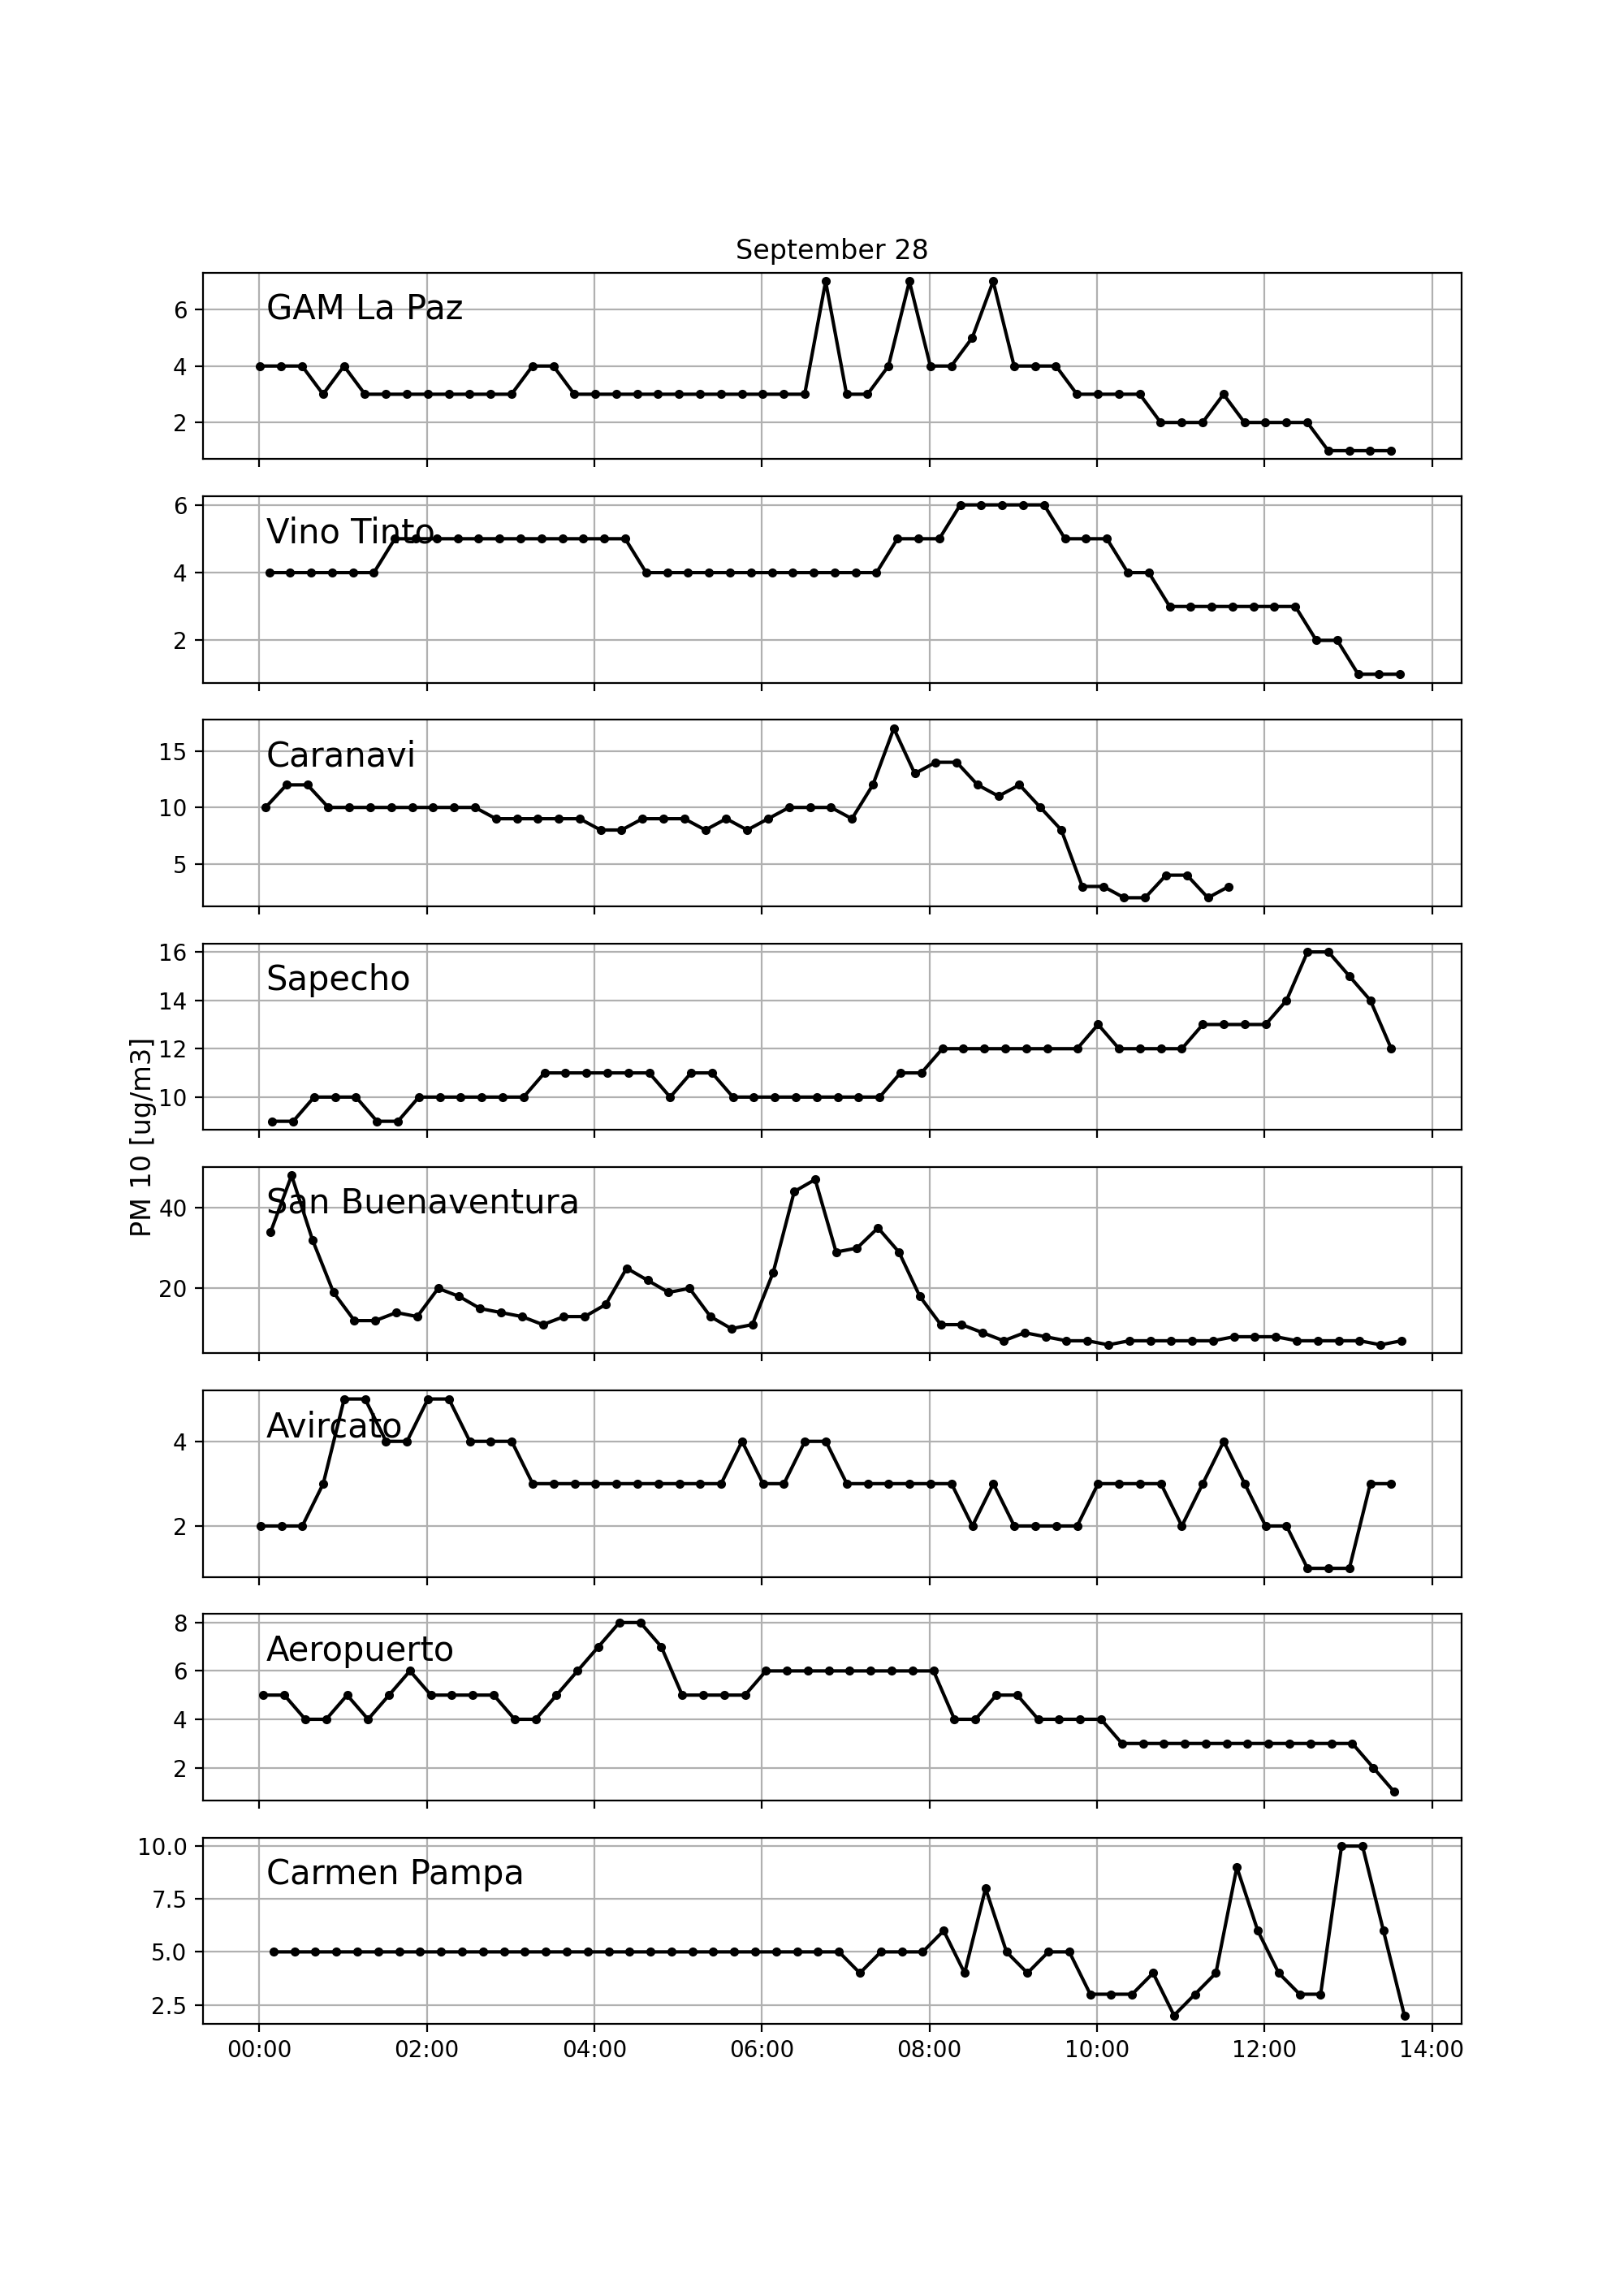 September 28
GAM La Paz
6
4
2
Vino Tinto
6
4
2
Caranavi
15
10
5
Sapecho
16
14
12
10
PM 10 [ug/m3]
San Buenaventura
40
20
Avircato
4
2
Aeropuerto
8
6
4
2
Carmen Pampa
10.0
7.5
5.0
2.5
00:00 02:00 04:00 06:00 08:00 10:00 12:00 14:00